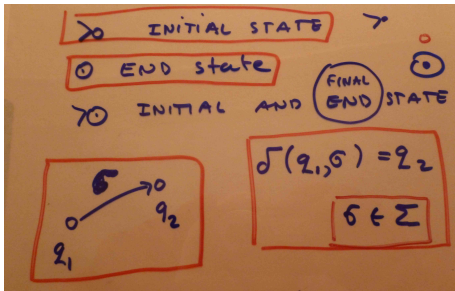 >o INITIAL STATE >
⊙ END state
>⊙ INITIAL AND FINAL END STATE
σ
q₁ q₂
δ(q₁,σ) = q₂
σ ∈ Σ